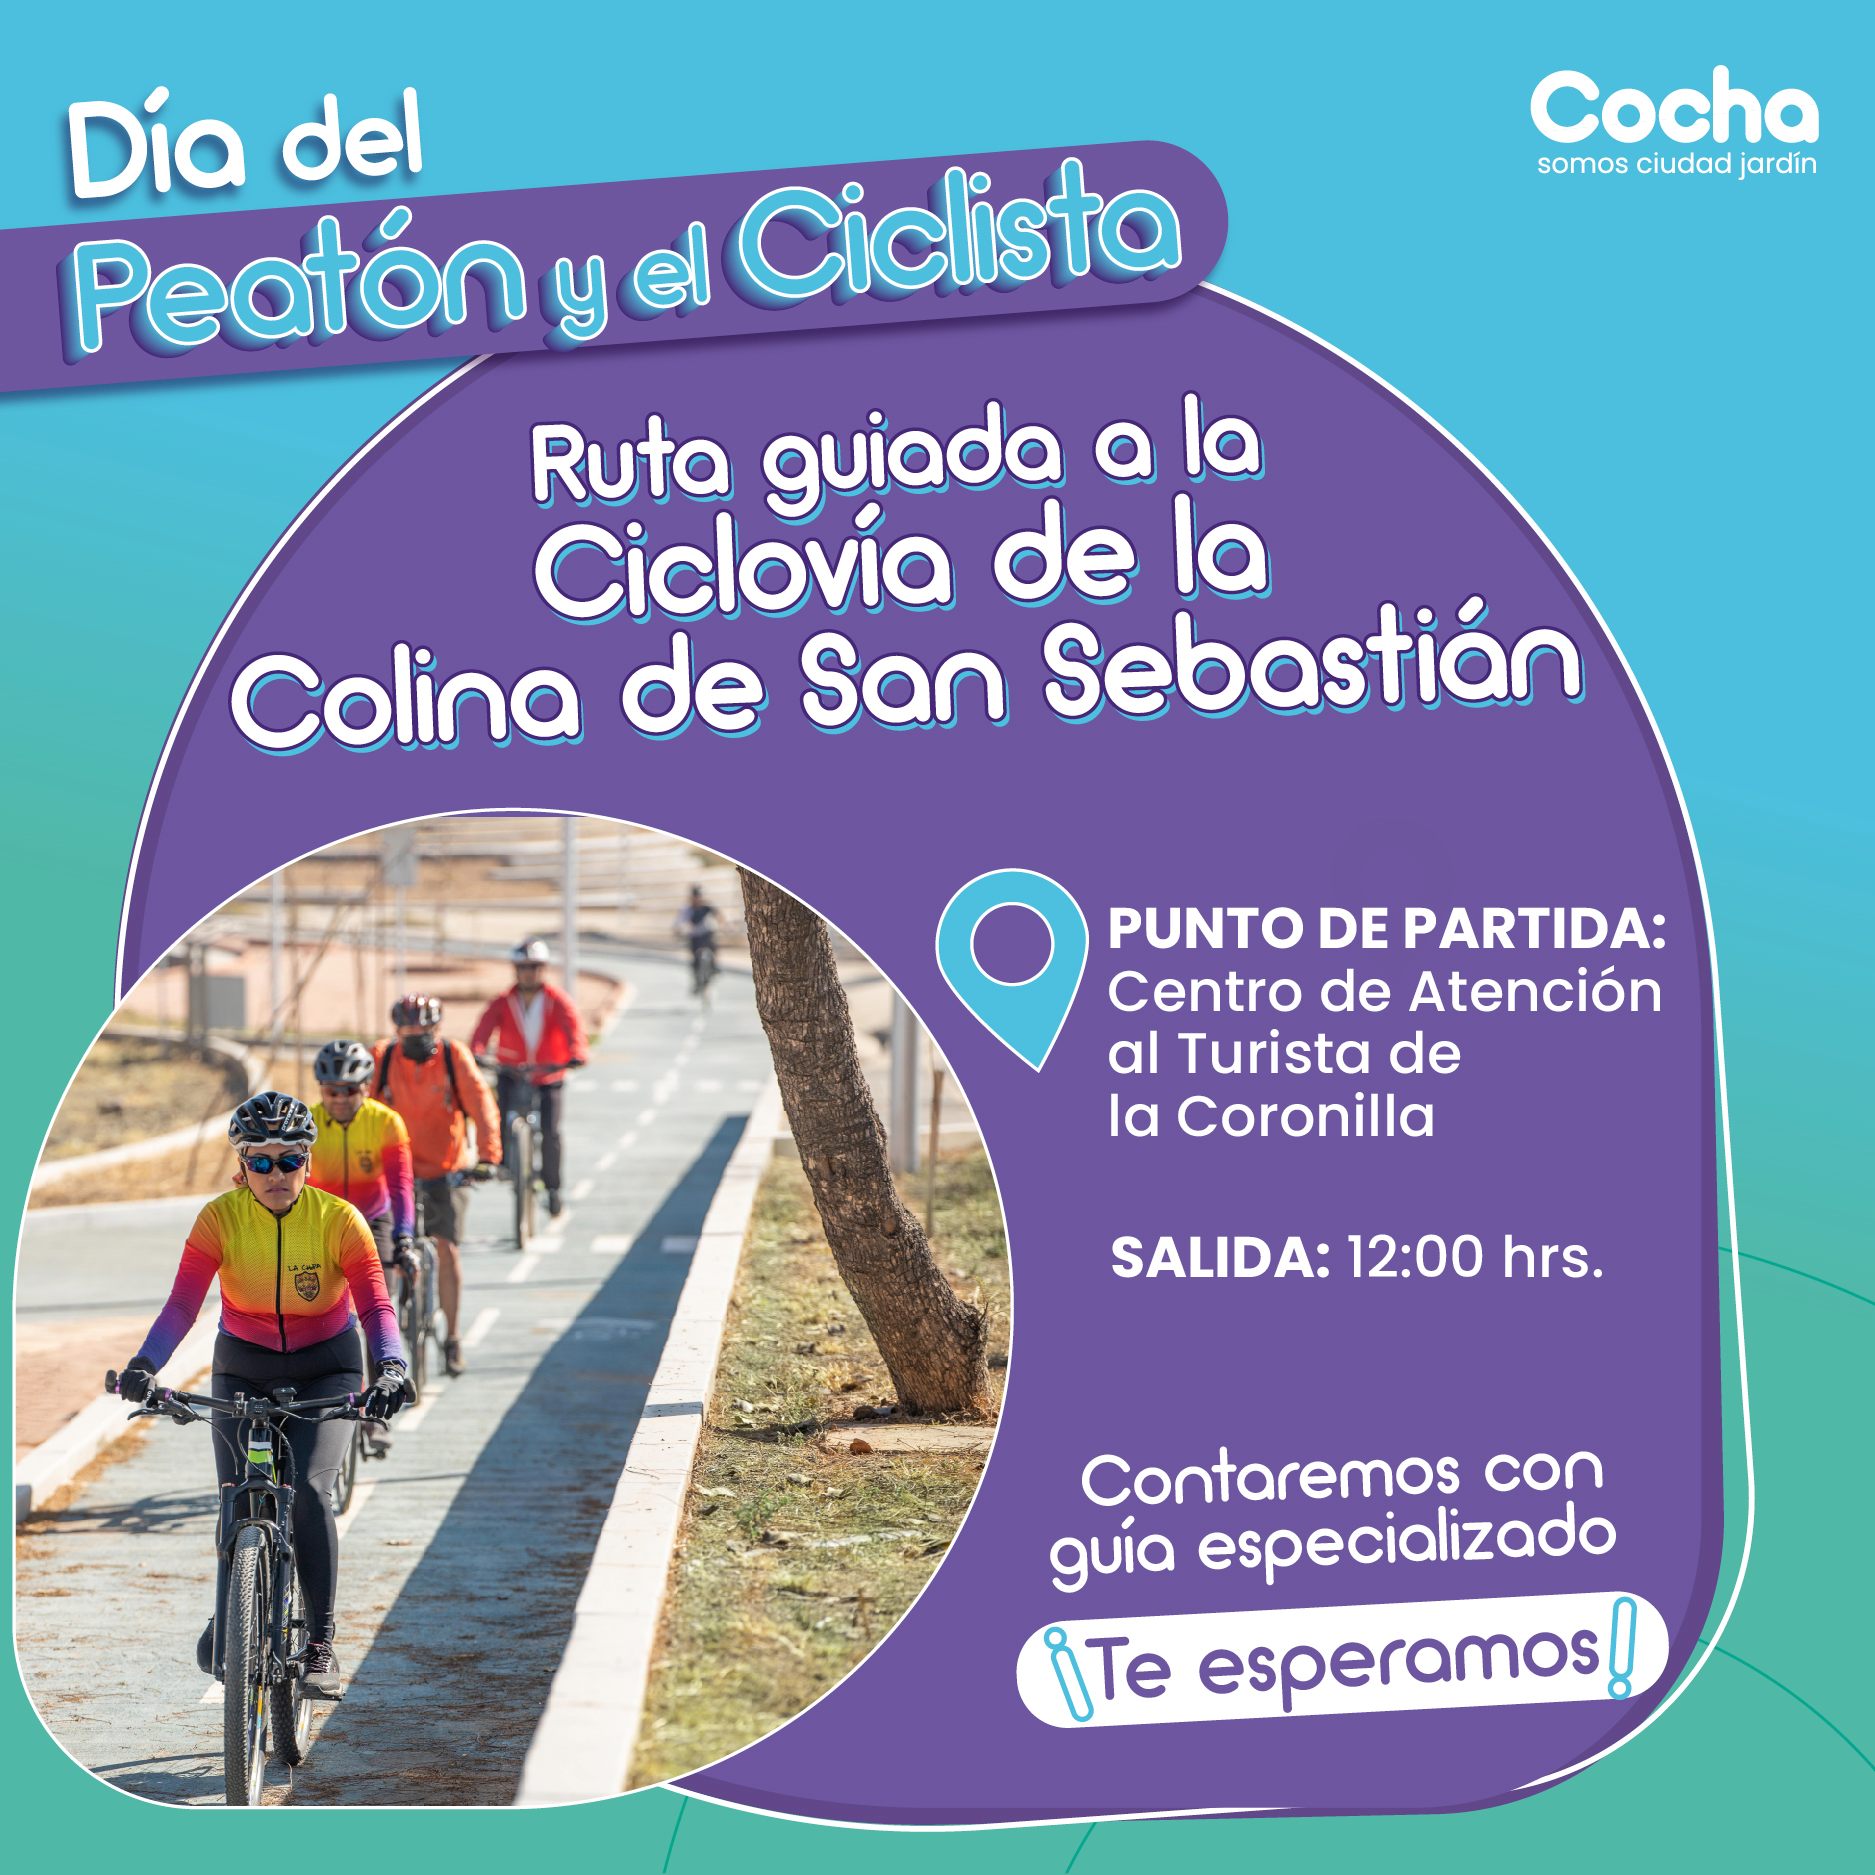 Día del
Peatón y el Ciclista
Cocha
somos ciudad jardín
Ruta guiada a la
Ciclovía de la
Colina de San Sebastián
PUNTO DE PARTIDA:
Centro de Atención
al Turista de
la Coronilla
SALIDA: 12:00 hrs.
Contaremos con
guía especializado
¡Te esperamos!
LA CHAPA